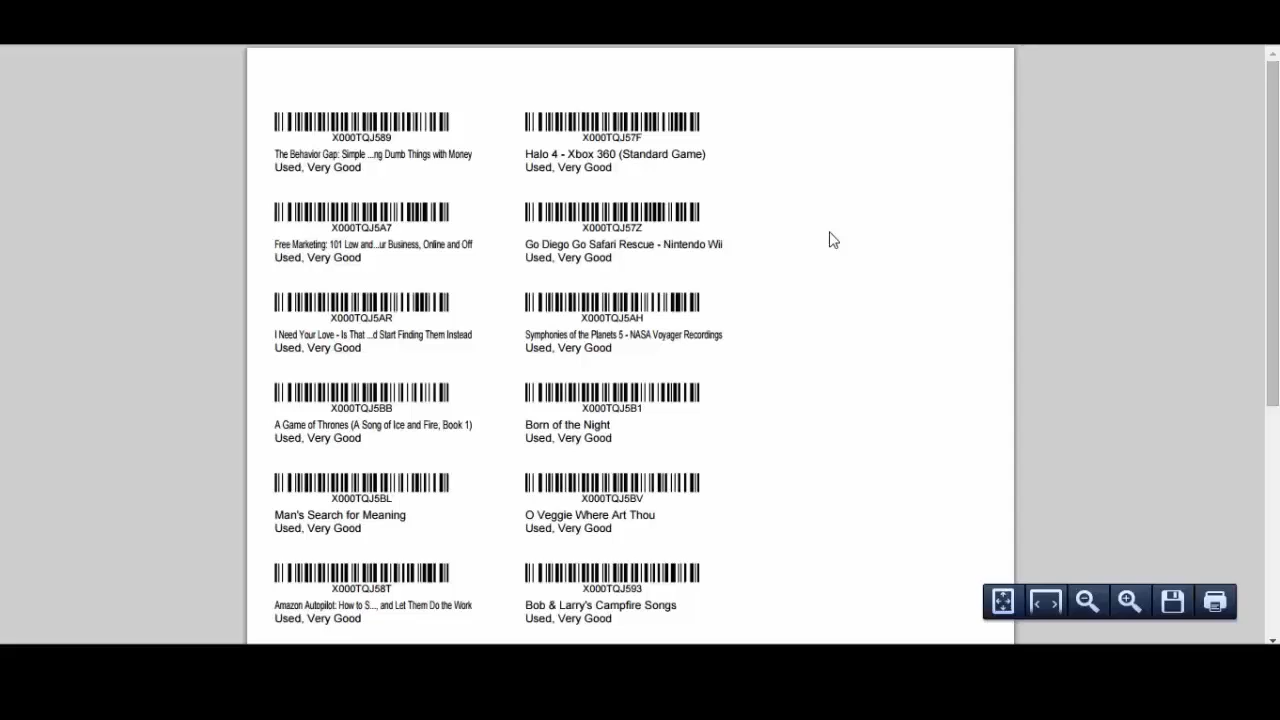 X000TQJ589
The Behavior Gap: Simple ...ng Dumb Things with Money
Used, Very Good
X000TQJ57F
Halo 4 - Xbox 360 (Standard Game)
Used, Very Good
X000TQJ5A7
Free Marketing: 101 Low and...ur Business, Online and Off
Used, Very Good
X000TQJ57Z
Go Diego Go Safari Rescue - Nintendo Wii
Used, Very Good
X000TQJ5AR
I Need Your Love - Is That ...d Start Finding Them Instead
Used, Very Good
X000TQJ5AH
Symphonies of the Planets 5 - NASA Voyager Recordings
Used, Very Good
X000TQJ5BB
A Game of Thrones (A Song of Ice and Fire, Book 1)
Used, Very Good
X000TQJ5B1
Born of the Night
Used, Very Good
X000TQJ5BL
Man's Search for Meaning
Used, Very Good
X000TQJ5BV
O Veggie Where Art Thou
Used, Very Good
X000TQJ58T
Amazon Autopilot: How to S..., and Let Them Do the Work
Used, Very Good
X000TQJ593
Bob & Larry's Campfire Songs
Used, Very Good